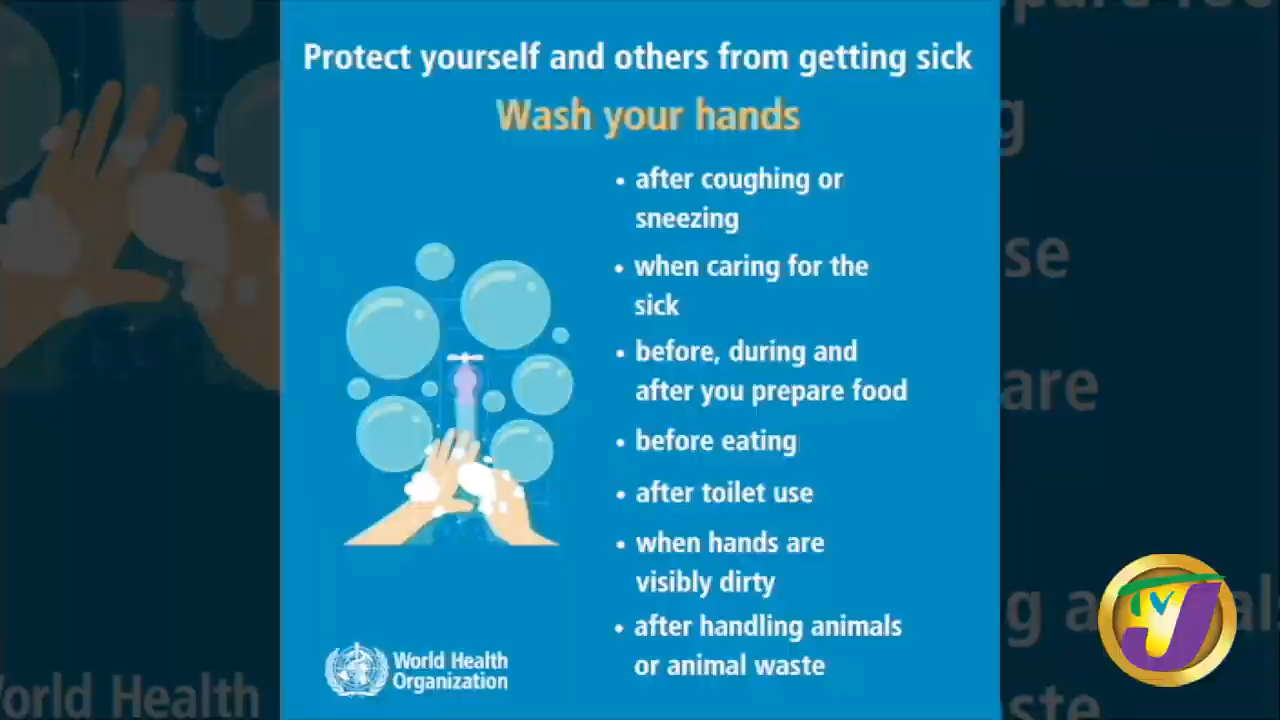 Protect yourself and others from getting sick
Wash your hands
• after coughing or
sneezing
• when caring for the
sick
• before, during and
after you prepare food
• before eating
• after toilet use
• when hands are
visibly dirty
• after handling animals
or animal waste
World Health
Organization
TVJ